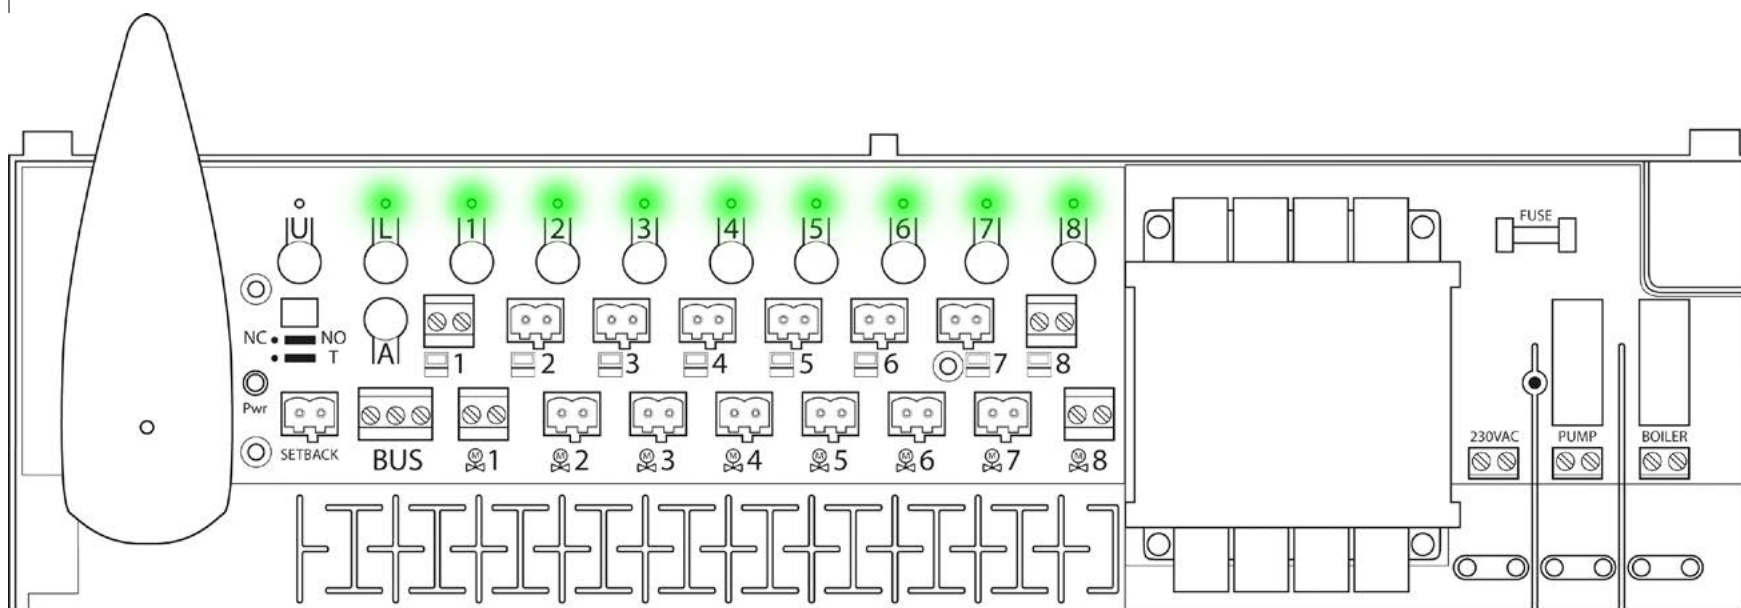 U L 1 2 3 4 5 6 7 8
FUSE
NC NO
T
A
1 2 3 4 5 6 7 8
Pwr
SETBACK
BUS
M 1 M 2 M 3 M 4 M 5 M 6 M 7 M 8
230VAC PUMP BOILER